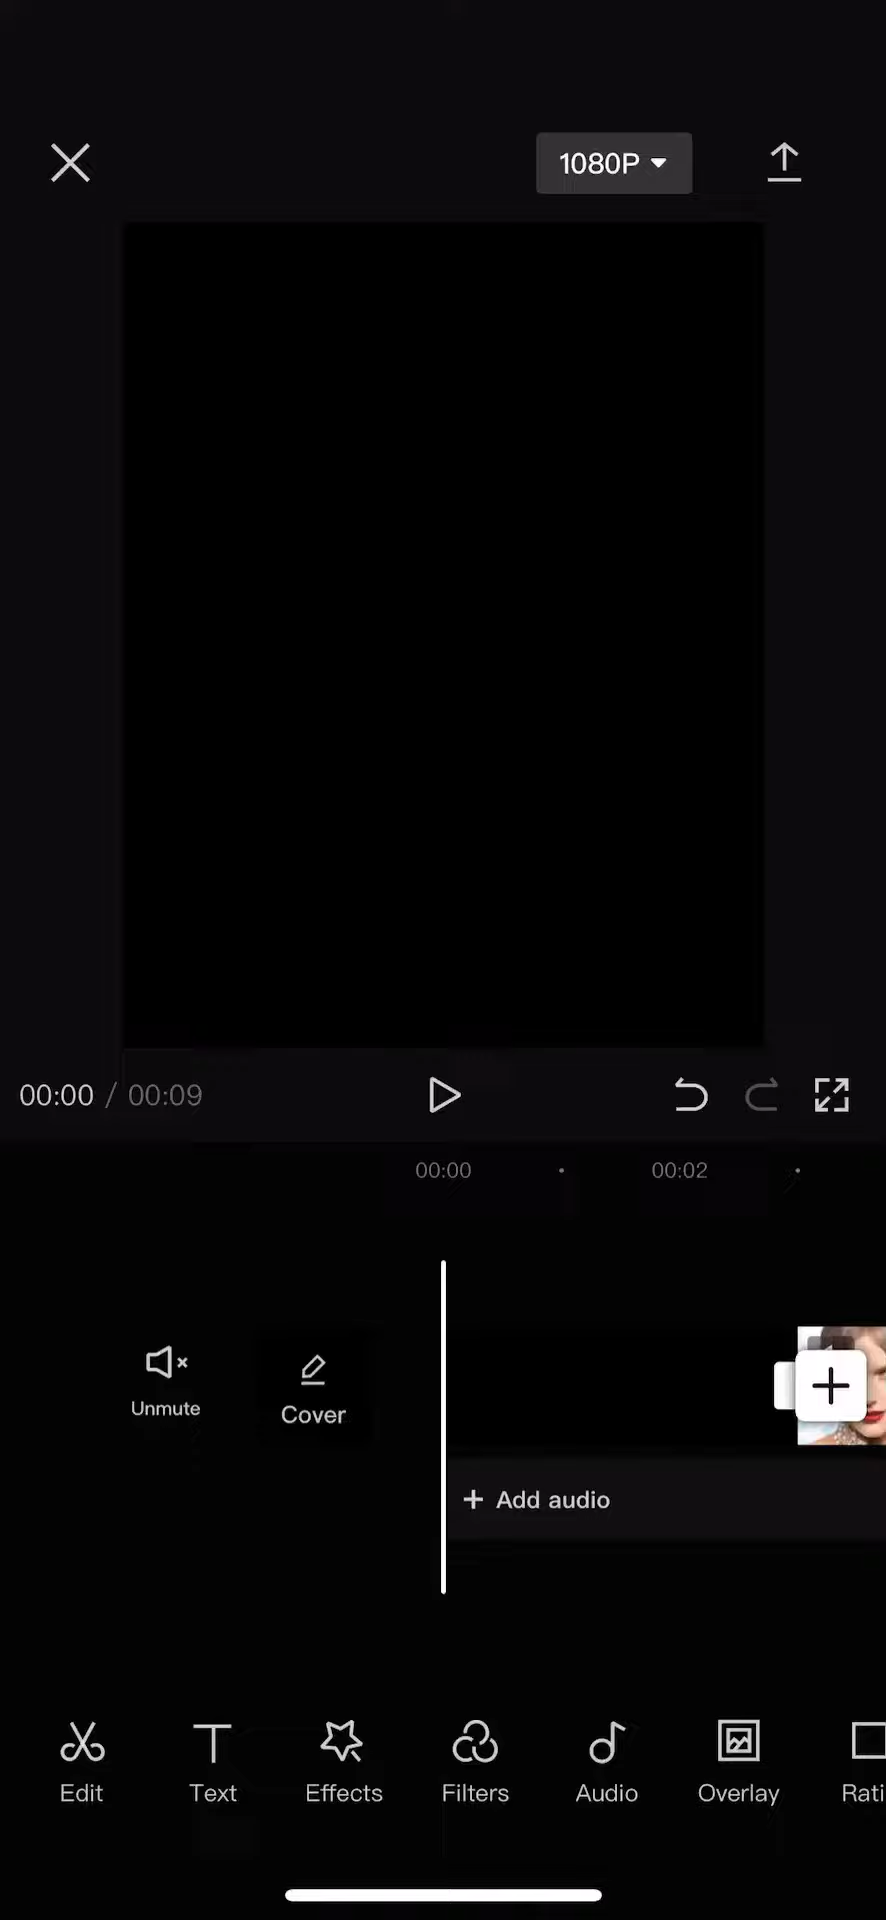 1080P
00:00 / 00:09
00:00
00:02
Unmute
Cover
+ Add audio
Edit
Text
Effects
Filters
Audio
Overlay
Rati